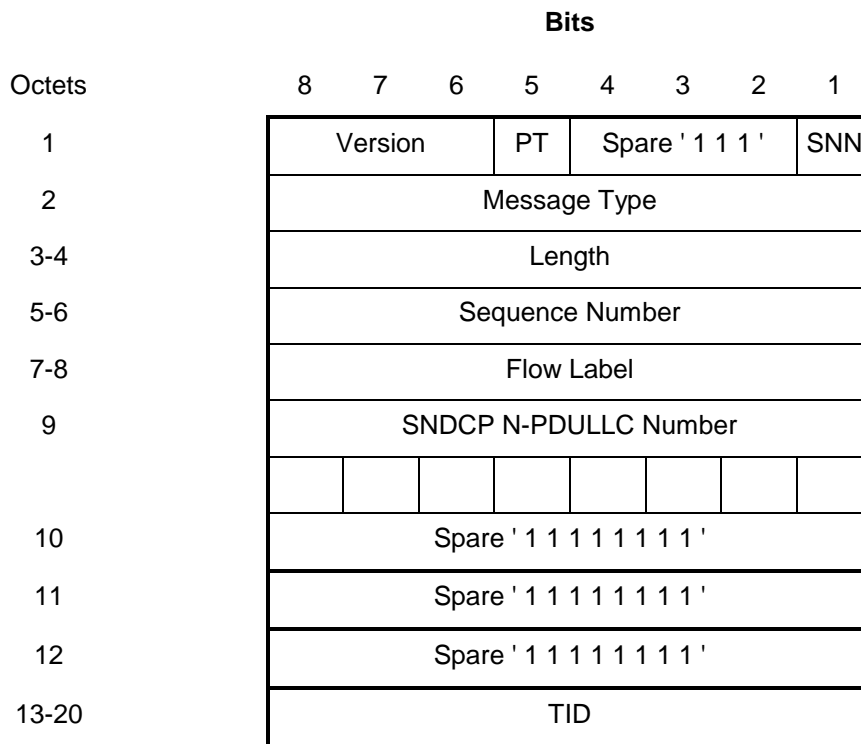 Bits
Octets 8 7 6 5 4 3 2 1
1 Version PT Spare ' 1 1 1 ' SNN
2 Message Type
3-4 Length
5-6 Sequence Number
7-8 Flow Label
9 SNDCP N-PDULLC Number
10 Spare ' 1 1 1 1 1 1 1 1 '
11 Spare ' 1 1 1 1 1 1 1 1 '
12 Spare ' 1 1 1 1 1 1 1 1 '
13-20 TID